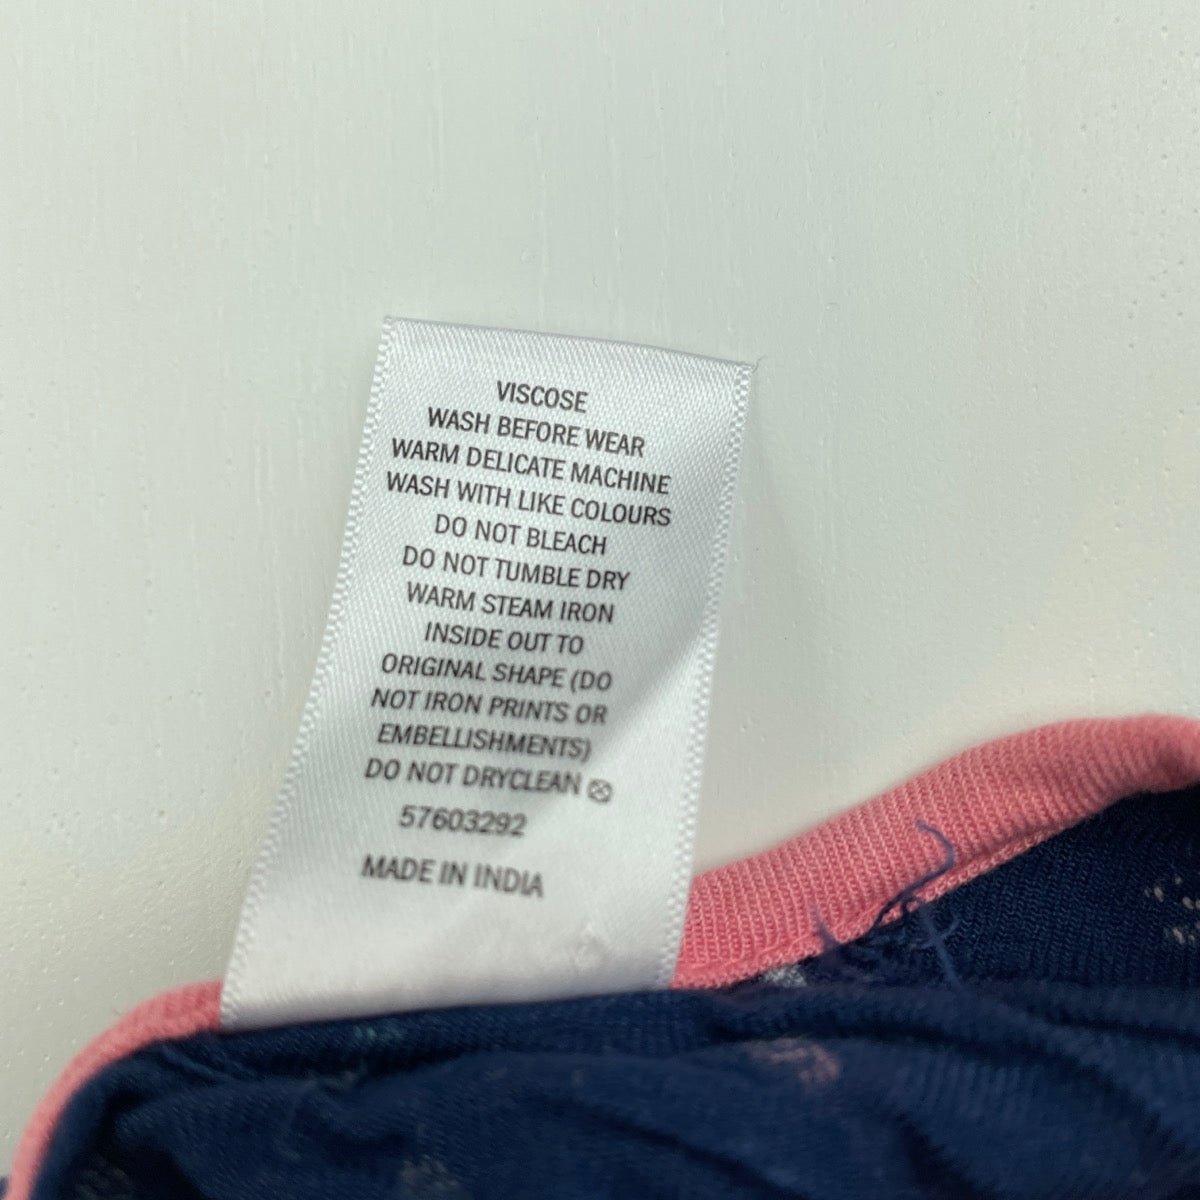 VISCOSE
WASH BEFORE WEAR
WARM DELICATE MACHINE
WASH WITH LIKE COLOURS
DO NOT BLEACH
DO NOT TUMBLE DRY
WARM STEAM IRON
INSIDE OUT TO
ORIGINAL SHAPE (DO
NOT IRON PRINTS OR
EMBELLISHMENTS)
DO NOT DRYCLEAN
57603292
MADE IN INDIA